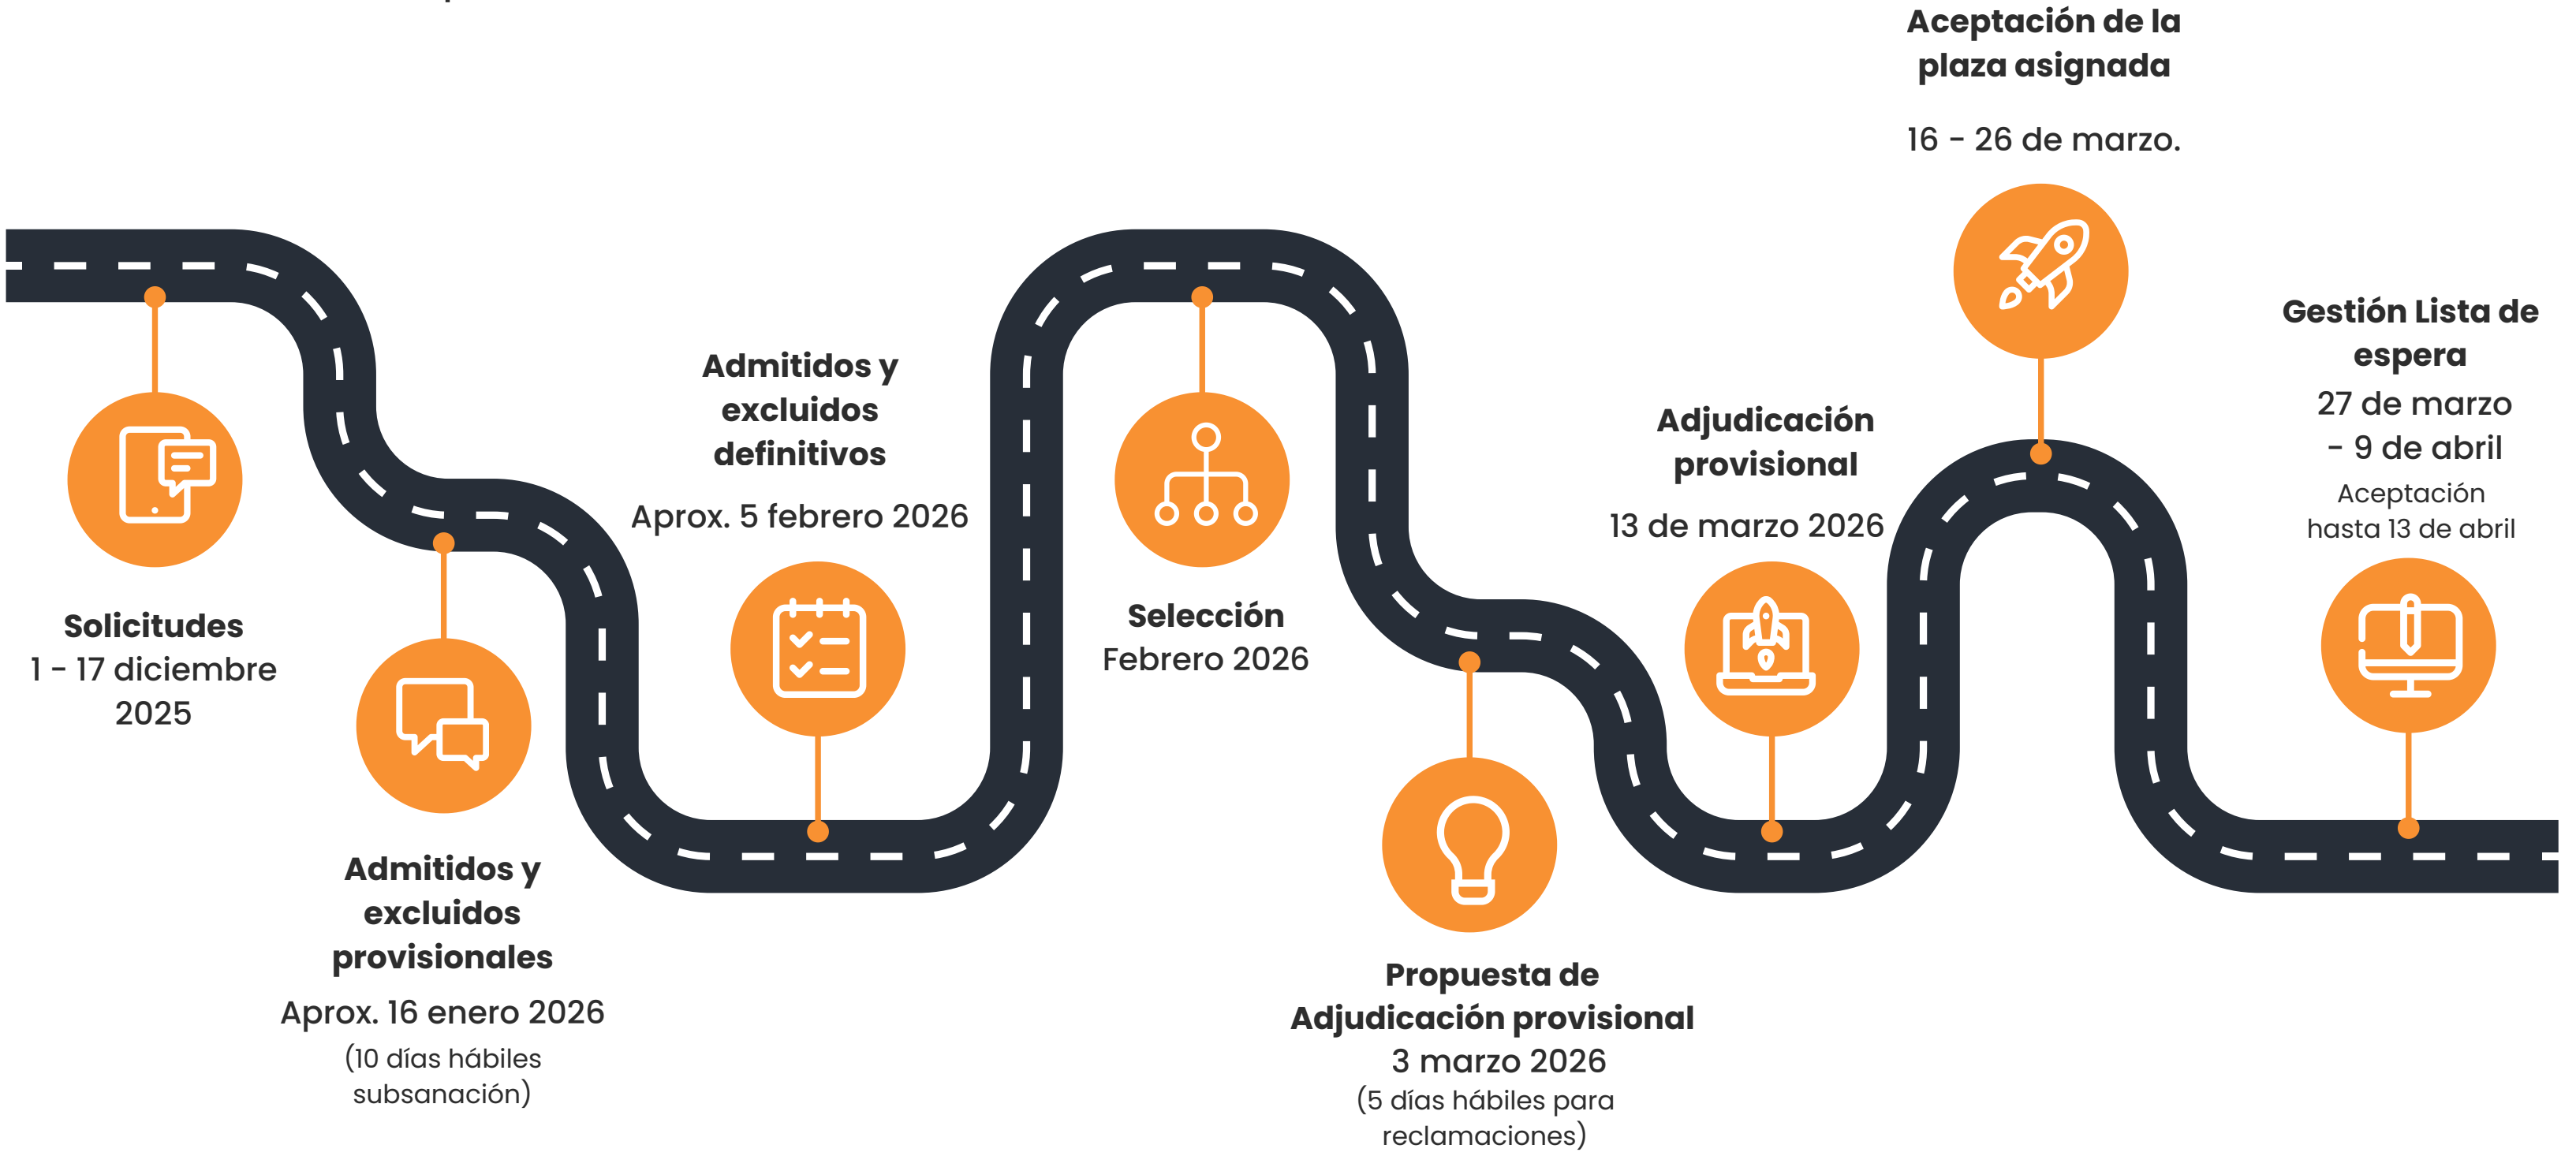 Solicitudes
1 - 17 diciembre
2025
Admitidos y
excluidos
provisionales
Aprox. 16 enero 2026
(10 días hábiles
subsanación)
Admitidos y
excluidos
definitivos
Aprox. 5 febrero 2026
Selección
Febrero 2026
Propuesta de
Adjudicación provisional
3 marzo 2026
(5 días hábiles para
reclamaciones)
Adjudicación
provisional
13 de marzo 2026
Aceptación de la
plaza asignada
16 - 26 de marzo.
Gestión Lista de
espera
27 de marzo
- 9 de abril
Aceptación
hasta 13 de abril